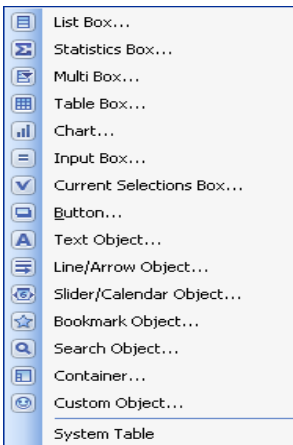 List Box...
Statistics Box...
Multi Box...
Table Box...
Chart...
Input Box...
Current Selections Box...
Button...
Text Object...
Line/Arrow Object...
Slider/Calendar Object...
Bookmark Object...
Search Object...
Container...
Custom Object...
System Table